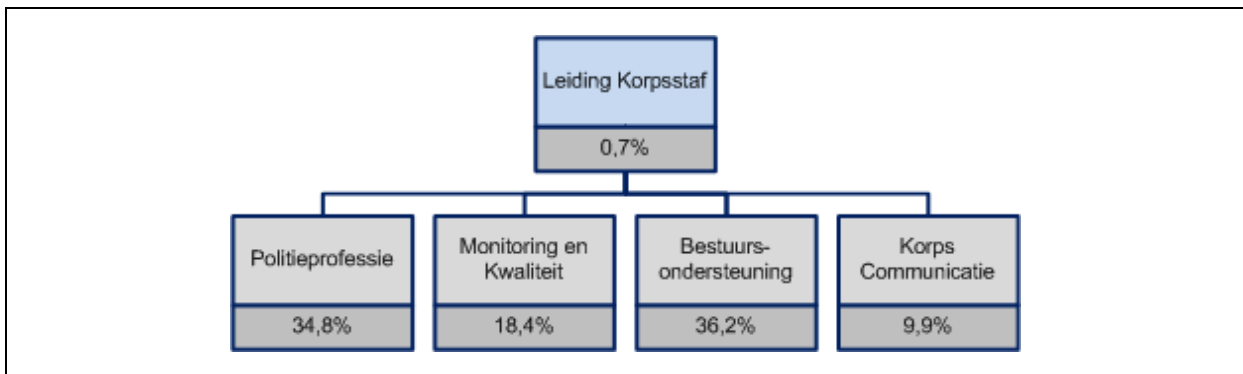 Leiding Korpsstaf
0,7%
Politieprofessie
34,8%
Monitoring en
Kwaliteit
18,4%
Bestuurs-
ondersteuning
36,2%
Korps
Communicatie
9,9%